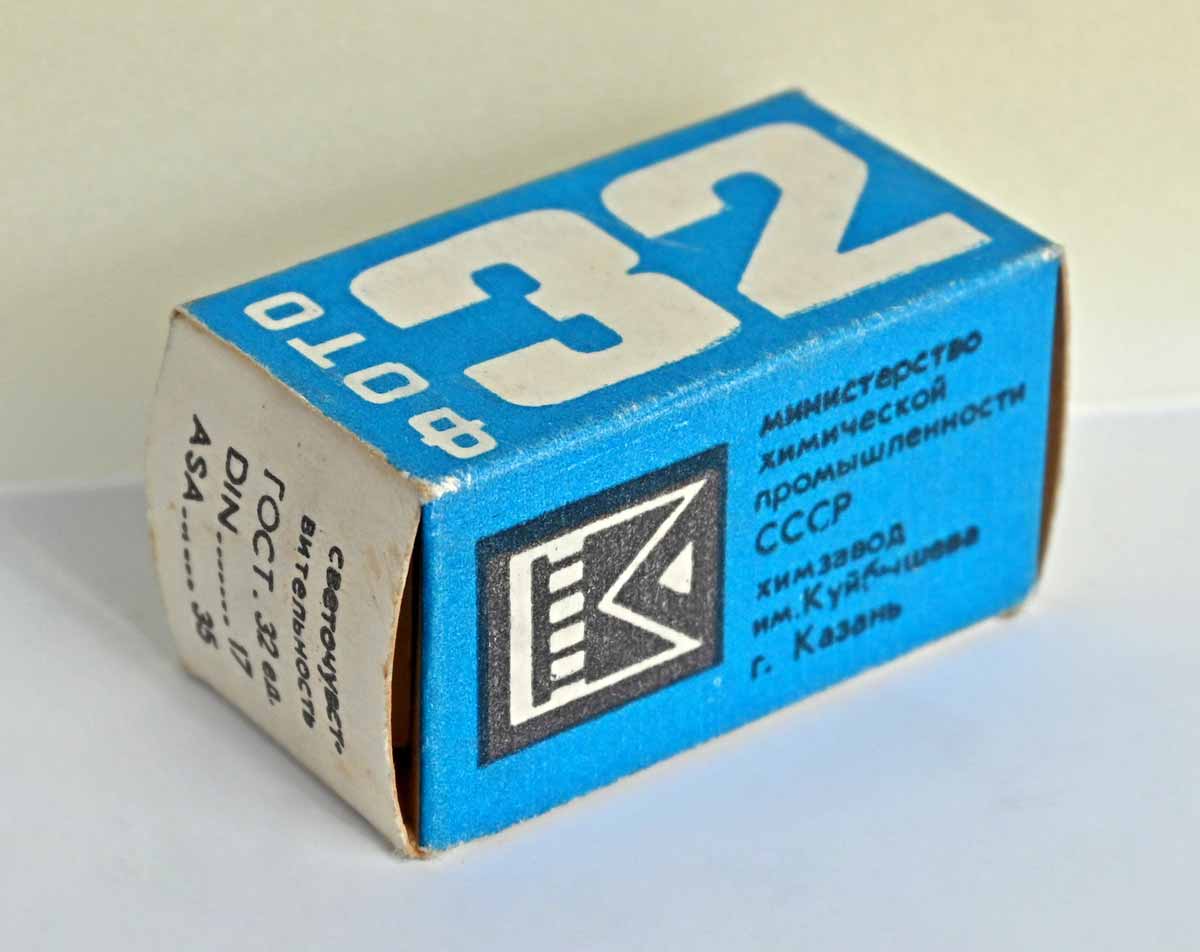 ФОТО
32
министерство
химической
промышленности
СССР
химзавод
им. Куйбышева
г. Казань
светочувст-
вительность
ГОСТ. 32 ед.
DIN....... 17
ASA...... 35